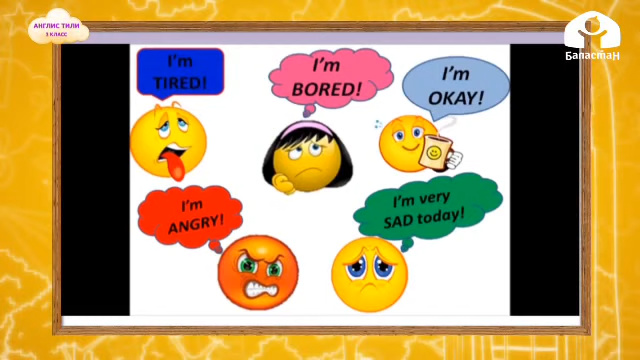 АНГЛИС ТИЛИ
3 КЛАСС
БаластаН
I'm
TIRED!
I'm
BORED!
I'm
OKAY!
I'm
ANGRY!
I'm very
SAD today!